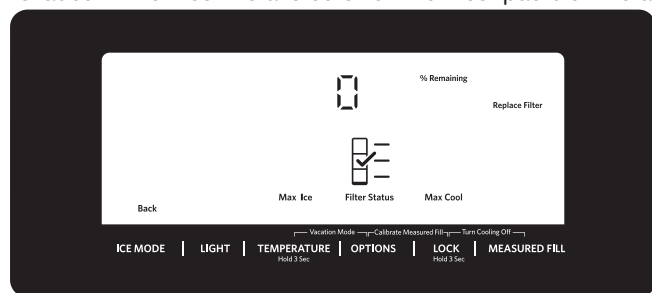 0 % Remaining
Replace Filter
Max Ice Filter Status Max Cool
Back
Vacation Mode Calibrate Measured Fill Turn Cooling Off
ICE MODE | LIGHT | TEMPERATURE | OPTIONS | LOCK | MEASURED FILL
Hold 3 Sec Hold 3 Sec